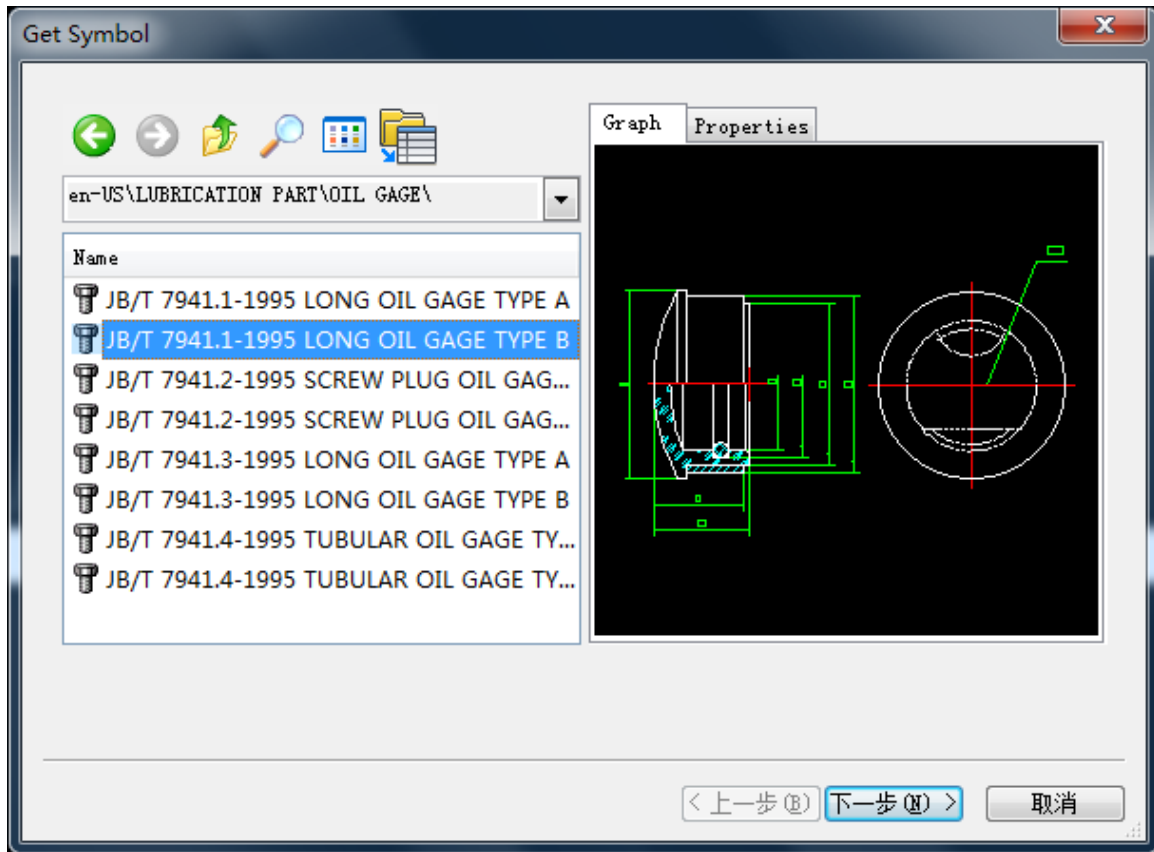 Get Symbol
Graph
Properties
en-US\LUBRICATION PART\OIL GAGE\
Name
JB/T 7941.1-1995 LONG OIL GAGE TYPE A
JB/T 7941.1-1995 LONG OIL GAGE TYPE B
JB/T 7941.2-1995 SCREW PLUG OIL GAG...
JB/T 7941.2-1995 SCREW PLUG OIL GAG...
JB/T 7941.3-1995 LONG OIL GAGE TYPE A
JB/T 7941.3-1995 LONG OIL GAGE TYPE B
JB/T 7941.4-1995 TUBULAR OIL GAGE TY...
JB/T 7941.4-1995 TUBULAR OIL GAGE TY...
< 上一步(B)
下一步(N) >
取消